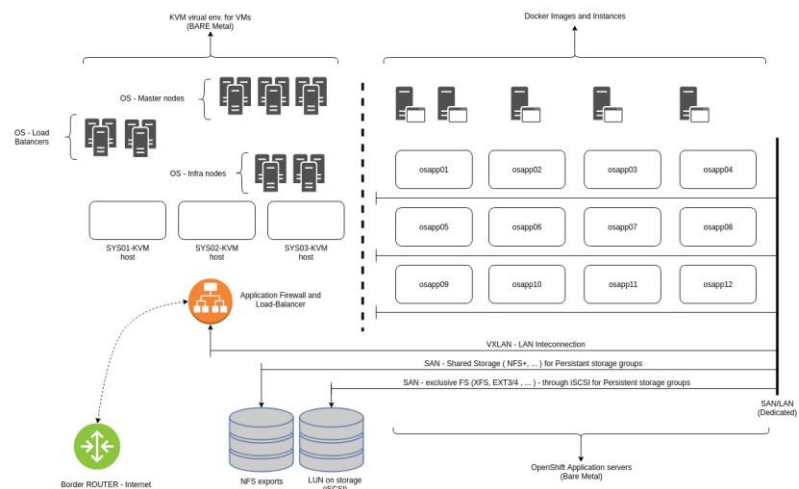 KVM virual env. for VMs
(BARE Metal)
Docker Images and Instances
OS - Master nodes
OS - Load
Balancers
OS - Infra nodes
osapp01
osapp02
osapp03
osapp04
osapp05
osapp06
osapp07
osapp08
osapp09
osapp10
osapp11
osapp12
SYS01-KVM
host
SYS02-KVM
host
SYS03-KVM
host
Application Firewall and
Load-Balancer
VXLAN - LAN Inteconnection
SAN - Shared Storage ( NFS+, ... ) for Persistant storage groups
SAN - exclusive FS (XFS, EXT3/4 , ... ) - through iSCSI for Persistent storage groups
SAN/LAN
(Dedicated)
Border ROUTER - Internet
NFS exports
LUN on storage
(iSCSI)
OpenShift Application servers
(Bare Metal)